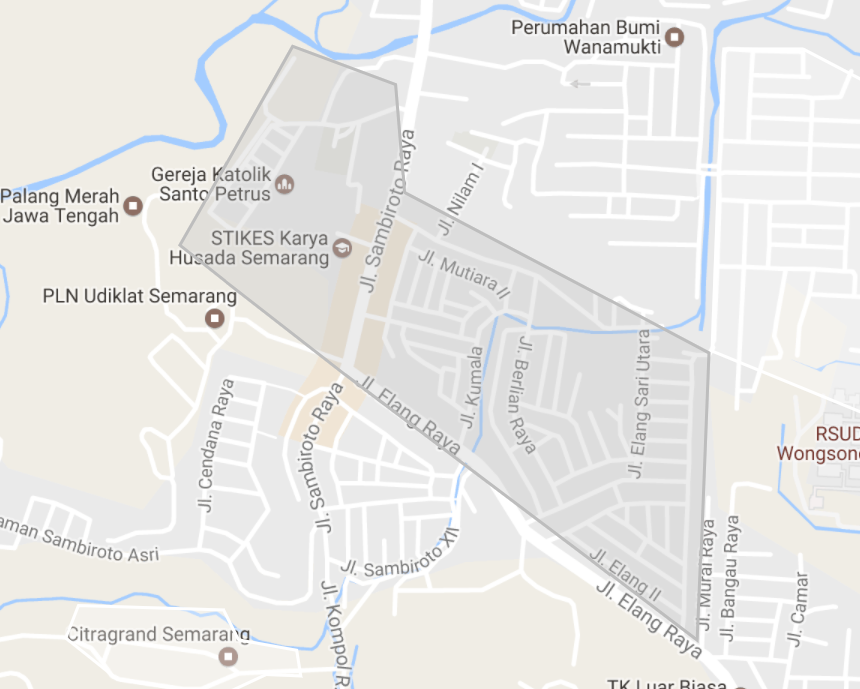 Perumahan Bumi
Wanamukti
Jl. Sambiroto Raya
Gereja Katolik
Santo Petrus
Palang Merah
Jawa Tengah
Jl. Nilam I
STIKES Karya
Husada Semarang
Jl. Mutiara II
PLN Udiklat Semarang
Jl. Kumala
Jl. Berlian Raya
Jl. Elang Sari Utara
Jl. Elang Raya
Jl. Cendana Raya
Jl. Sambiroto Raya
RSUD
Wongsono
aman Sambiroto Asri
Jl. Sambiroto XII
Jl. Elang II
Jl. Elang Raya
Jl. Murai Raya
Jl. Bangau Raya
Jl. Camar
Jl. Kompol R
Citragrand Semarang
TK Luar Biasa